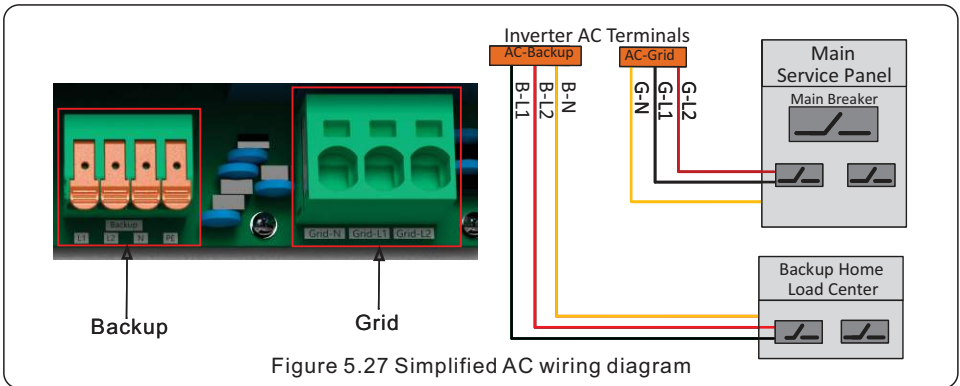 Inverter AC Terminals
AC-Backup
AC-Grid
B-L1
B-L2
B-N
G-N
G-L1
G-L2
Main
Service Panel
Main Breaker
Backup
L1 L2 N PE
Grid-N Grid-L1 Grid-L2
Backup
Grid
Backup Home
Load Center
Figure 5.27 Simplified AC wiring diagram